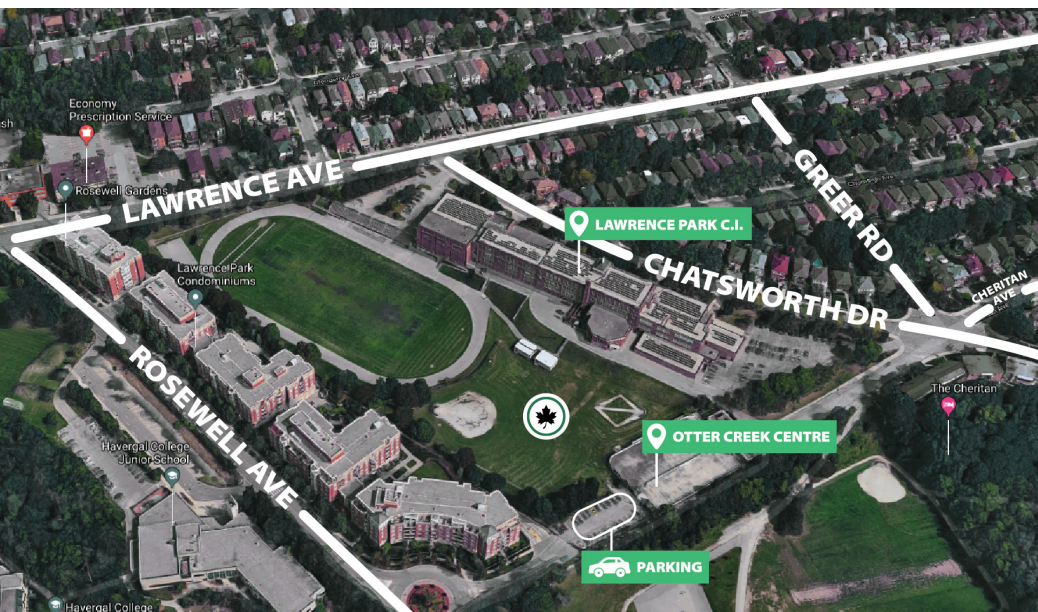 Economy
Prescription Service
sh
Rosewell Gardens
LAWRENCE AVE
LAWRENCE PARK C.I.
GREER RD
CHATSWORTH DR
CHERITAN
AVE
Lawrence Park
Condominiums
ROSEWELL AVE
The Cheritan
OTTER CREEK CENTRE
Havergal College
Junior School
PARKING
Havergal College